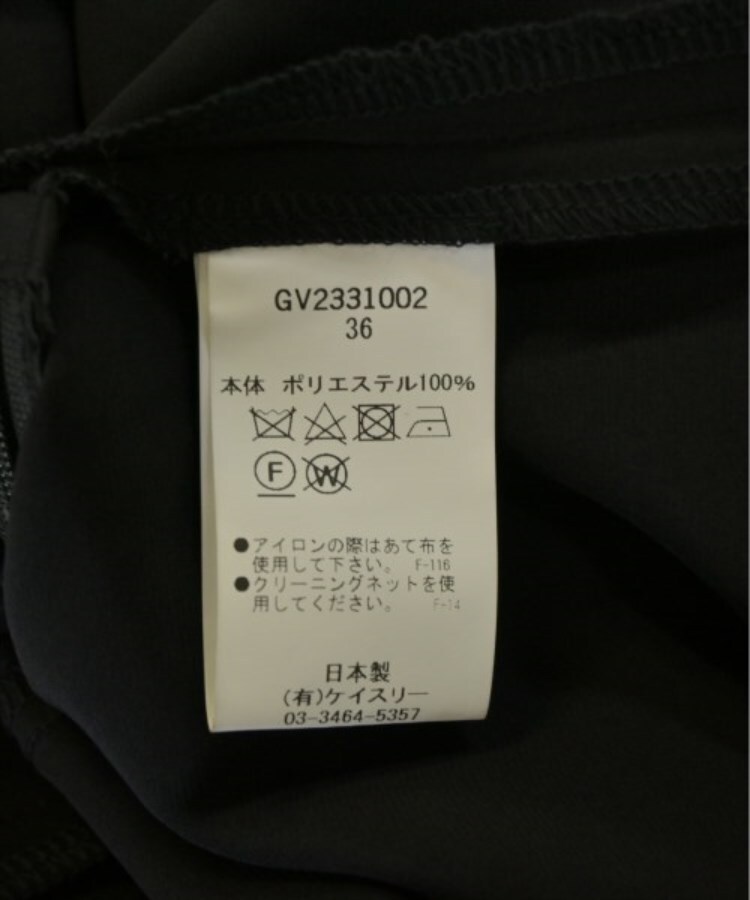 GV2331002
36
本体 ポリエステル100%
F W
●アイロンの際はあて布を
使用して下さい。 F-116
●クリーニングネットを使
用してください。 F-14
日本製
(有)ケイスリー
03-3464-5357